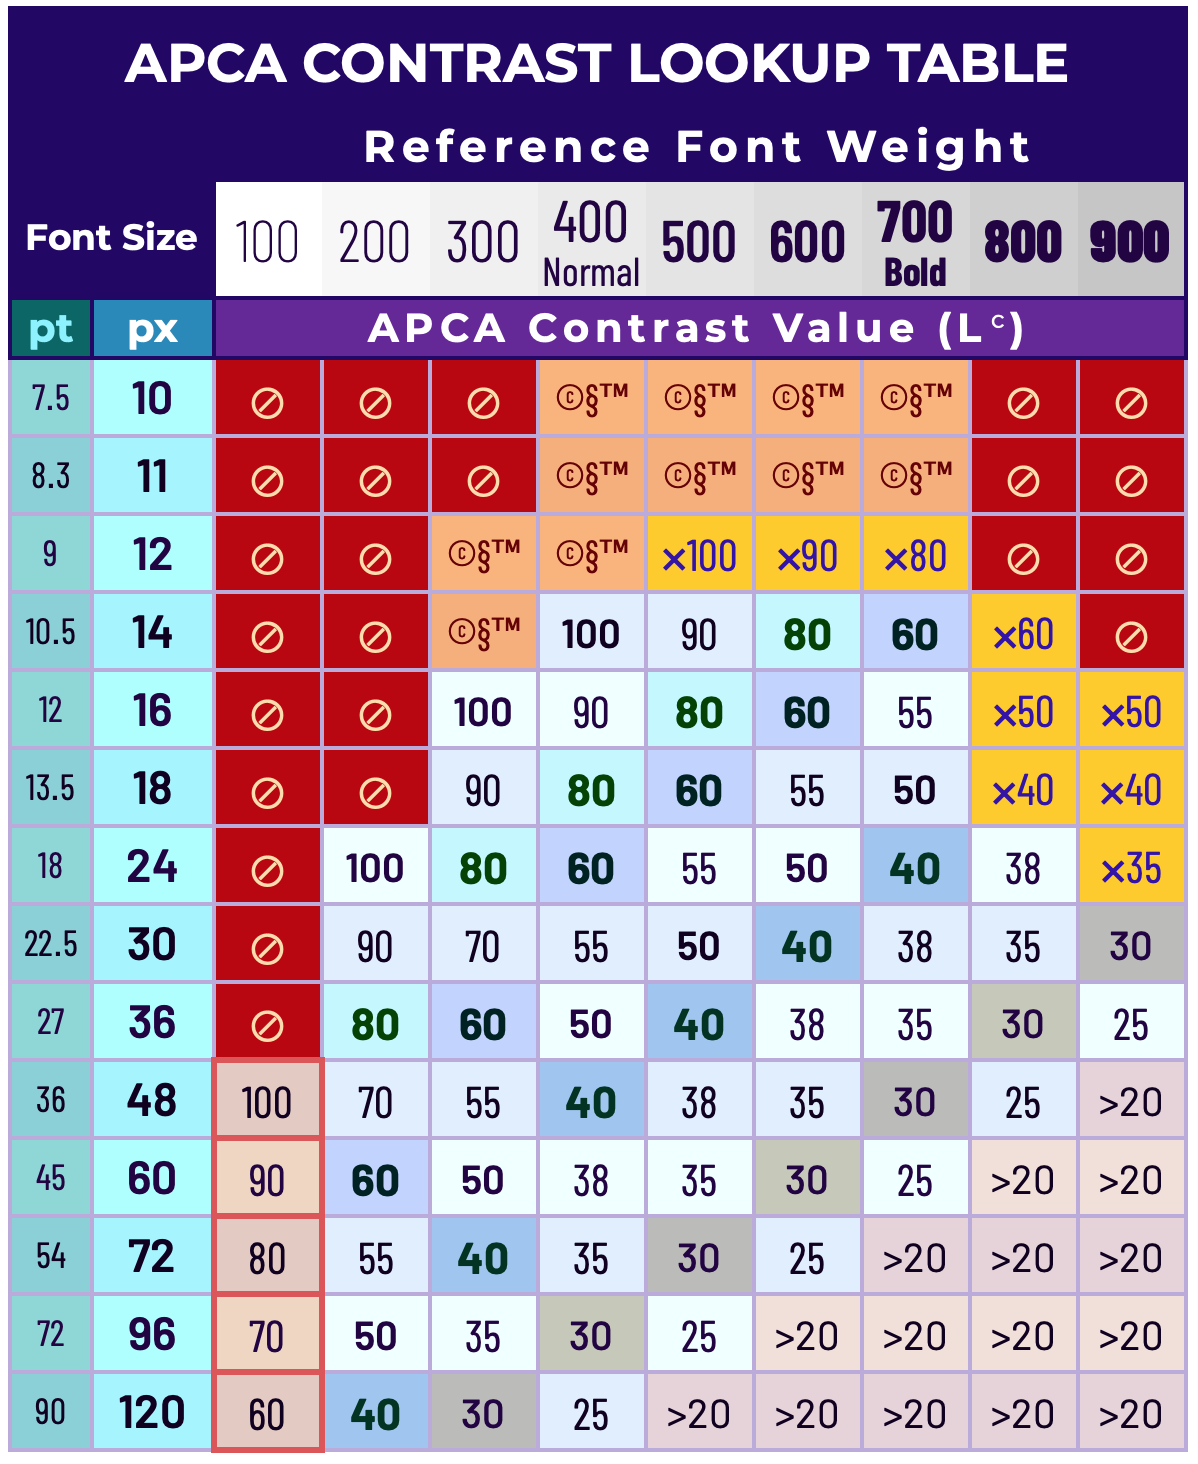 APCA CONTRAST LOOKUP TABLE
Reference Font Weight
Font Size 100 200 300 400 Normal 500 600 700 Bold 800 900
pt px APCA Contrast Value (L ᶜ)
7.5 10 ⊘ ⊘ ⊘ ©§™ ©§™ ©§™ ©§™ ⊘ ⊘
8.3 11 ⊘ ⊘ ⊘ ©§™ ©§™ ©§™ ©§™ ⊘ ⊘
9 12 ⊘ ⊘ ©§™ ©§™ ×100 ×90 ×80 ⊘ ⊘
10.5 14 ⊘ ⊘ ©§™ 100 90 80 60 ×60 ⊘
12 16 ⊘ ⊘ 100 90 80 60 55 ×50 ×50
13.5 18 ⊘ ⊘ 90 80 60 55 50 ×40 ×40
18 24 ⊘ 100 80 60 55 50 40 38 ×35
22.5 30 ⊘ 90 70 55 50 40 38 35 30
27 36 ⊘ 80 60 50 40 38 35 30 25
36 48 100 70 55 40 38 35 30 25 >20
45 60 90 60 50 38 35 30 25 >20 >20
54 72 80 55 40 35 30 25 >20 >20 >20
72 96 70 50 35 30 25 >20 >20 >20 >20
90 120 60 40 30 25 >20 >20 >20 >20 >20